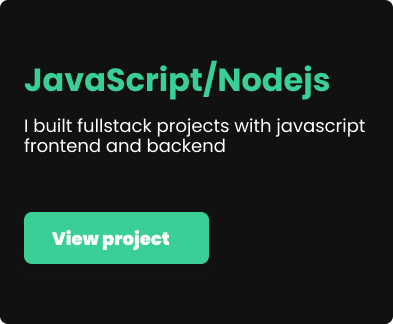 JavaScript/Nodejs
I built fullstack projects with javascript
frontend and backend
View project